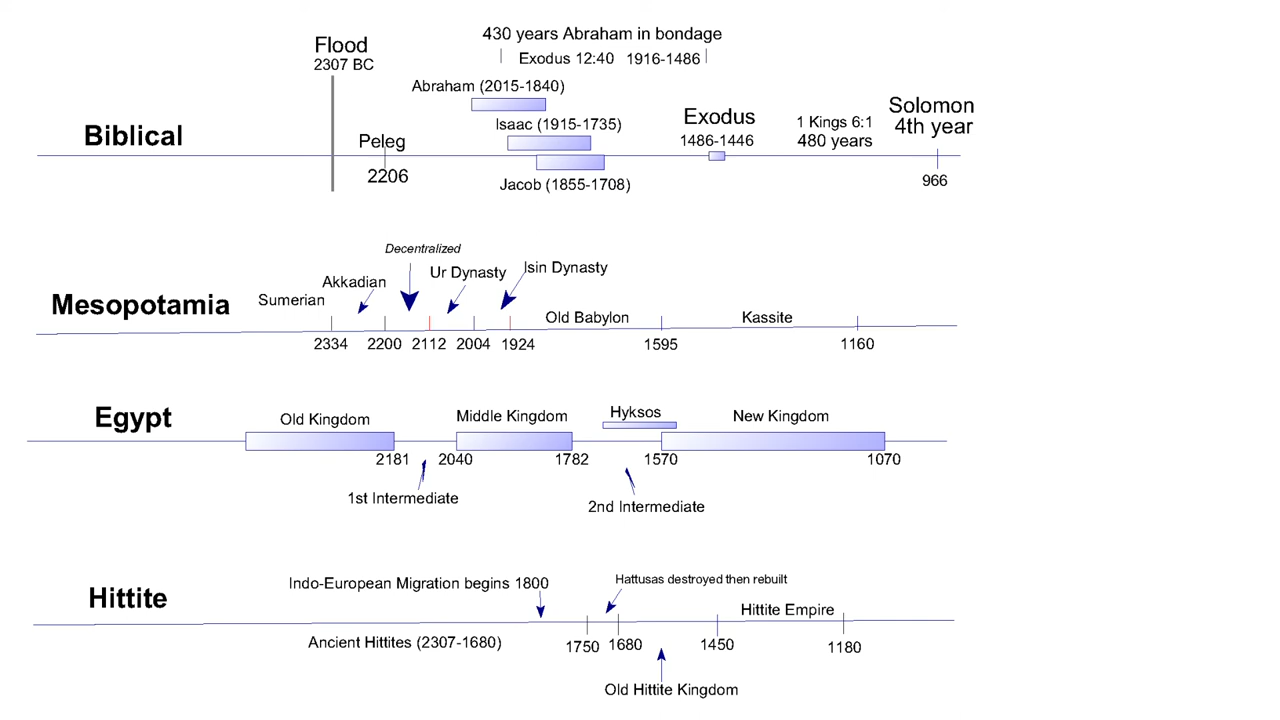 430 years Abraham in bondage
Flood
2307 BC
Exodus 12:40 1916-1486
Abraham (2015-1840)
Isaac (1915-1735)
Exodus
1486-1446
1 Kings 6:1
480 years
Solomon
4th year
Biblical
Peleg
2206
Jacob (1855-1708)
966
Decentralized
Akkadian
Ur Dynasty
Isin Dynasty
Mesopotamia
Sumerian
Old Babylon
Kassite
2334 2200 2112 2004 1924 1595 1160
Egypt
Old Kingdom
Middle Kingdom
Hyksos
New Kingdom
2181 2040 1782 1570 1070
1st Intermediate
2nd Intermediate
Hittite
Indo-European Migration begins 1800
Hattusas destroyed then rebuilt
Hittite Empire
Ancient Hittites (2307-1680)
1750 1680 1450 1180
Old Hittite Kingdom